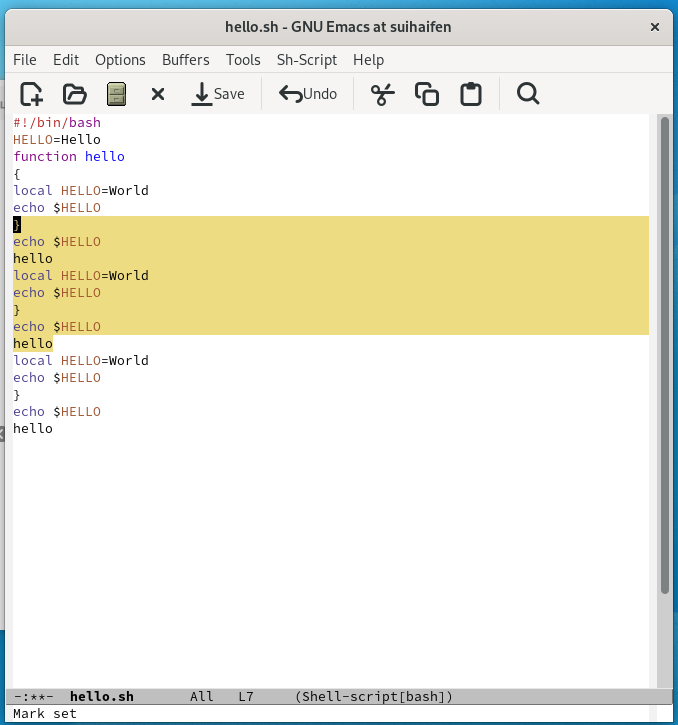 hello.sh - GNU Emacs at suihaifen ×
File Edit Options Buffers Tools Sh-Script Help
Save Undo
#!/bin/bash
HELLO=Hello
function hello
{
local HELLO=World
echo $HELLO
}
echo $HELLO
hello
local HELLO=World
echo $HELLO
}
echo $HELLO
hello
local HELLO=World
echo $HELLO
}
echo $HELLO
hello
-:**- hello.sh All L7 (Shell-script[bash])
Mark set